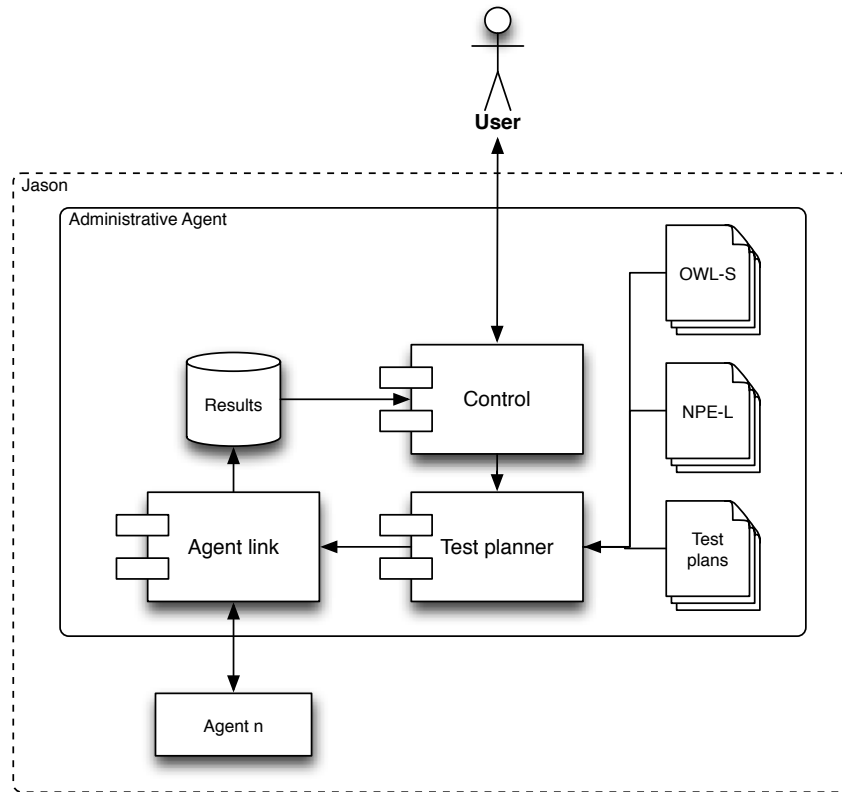 User
Jason
Administrative Agent
OWL-S
Control
Results
NPE-L
Agent link
Test planner
Test
plans
Agent n